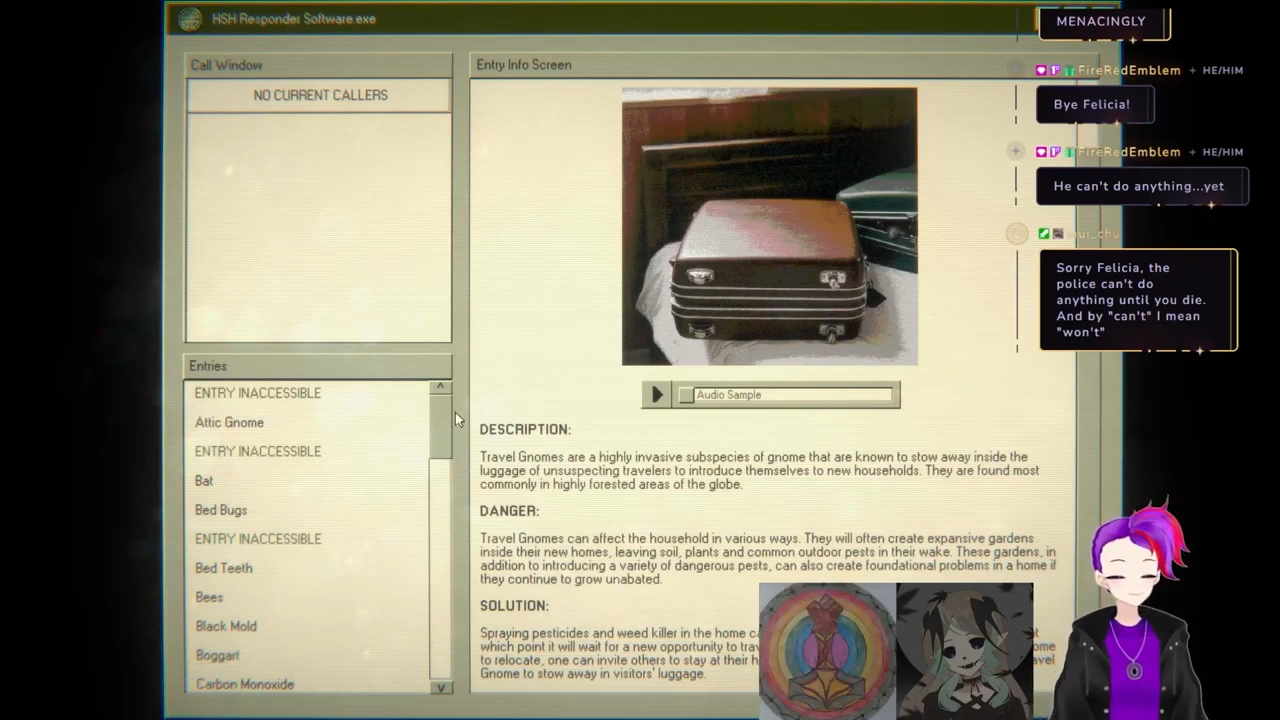 HSH Responder Software.exe
Call Window
NO CURRENT CALLERS
Entries
ENTRY INACCESSIBLE
Attic Gnome
ENTRY INACCESSIBLE
Bat
Bed Bugs
ENTRY INACCESSIBLE
Bed Teeth
Bees
Black Mold
Boggart
Carbon Monoxide
Entry Info Screen
Audio Sample
DESCRIPTION:
Travel Gnomes are a highly invasive subspecies of gnome that are known to stow away inside the
luggage of unsuspecting travelers to introduce themselves to new households. They are found most
commonly in highly forested areas of the globe.
DANGER:
Travel Gnomes can affect the household in various ways. They will often create expansive gardens
inside their new homes, leaving soil, plants and common outdoor pests in their wake. These gardens, in
addition to introducing a variety of dangerous pests, can also create foundational problems in a home if
they continue to grow unabated.
SOLUTION:
Spraying pesticides and weed killer in the home
which point it will wait for a new opportunity to
to relocate, one can invite others to stay at their
Gnome to stow away in visitors' luggage.
MENACINGLY
FireRedEmblem + HE/HIM
Bye Felicia!
FireRedEmblem + HE/HIM
He can't do anything...yet
Sorry Felicia, the
police can't do
anything until you die.
And by "can't" I mean
"won't"